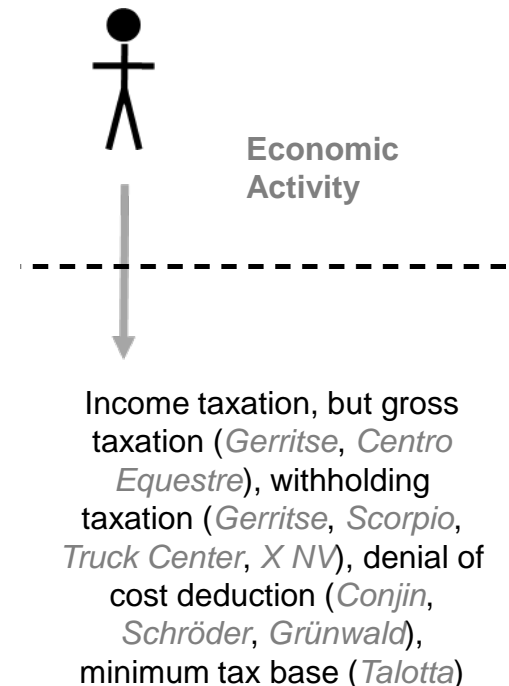 Economic
Activity
Income taxation, but gross
taxation (Gerritse, Centro
Equestre), withholding
taxation (Gerritse, Scorpio,
Truck Center, X NV), denial of
cost deduction (Conjin,
Schröder, Grünwald),
minimum tax base (Talotta)